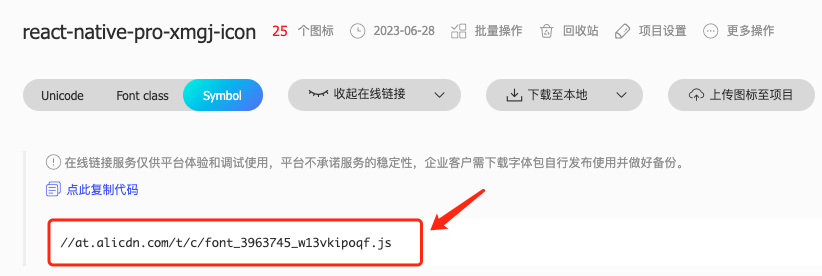 react-native-pro-xmgj-icon 25 个图标 2023-06-28 批量操作 回收站 项目设置 更多操作
Unicode Font class Symbol 收起在线链接 下载至本地 上传图标至项目
在线链接服务仅供平台体验和调试使用，平台不承诺服务的稳定性，企业客户需下载字体包自行发布使用并做好备份。
点此复制代码
//at.alicdn.com/t/c/font_3963745_w13vkipoqf.js